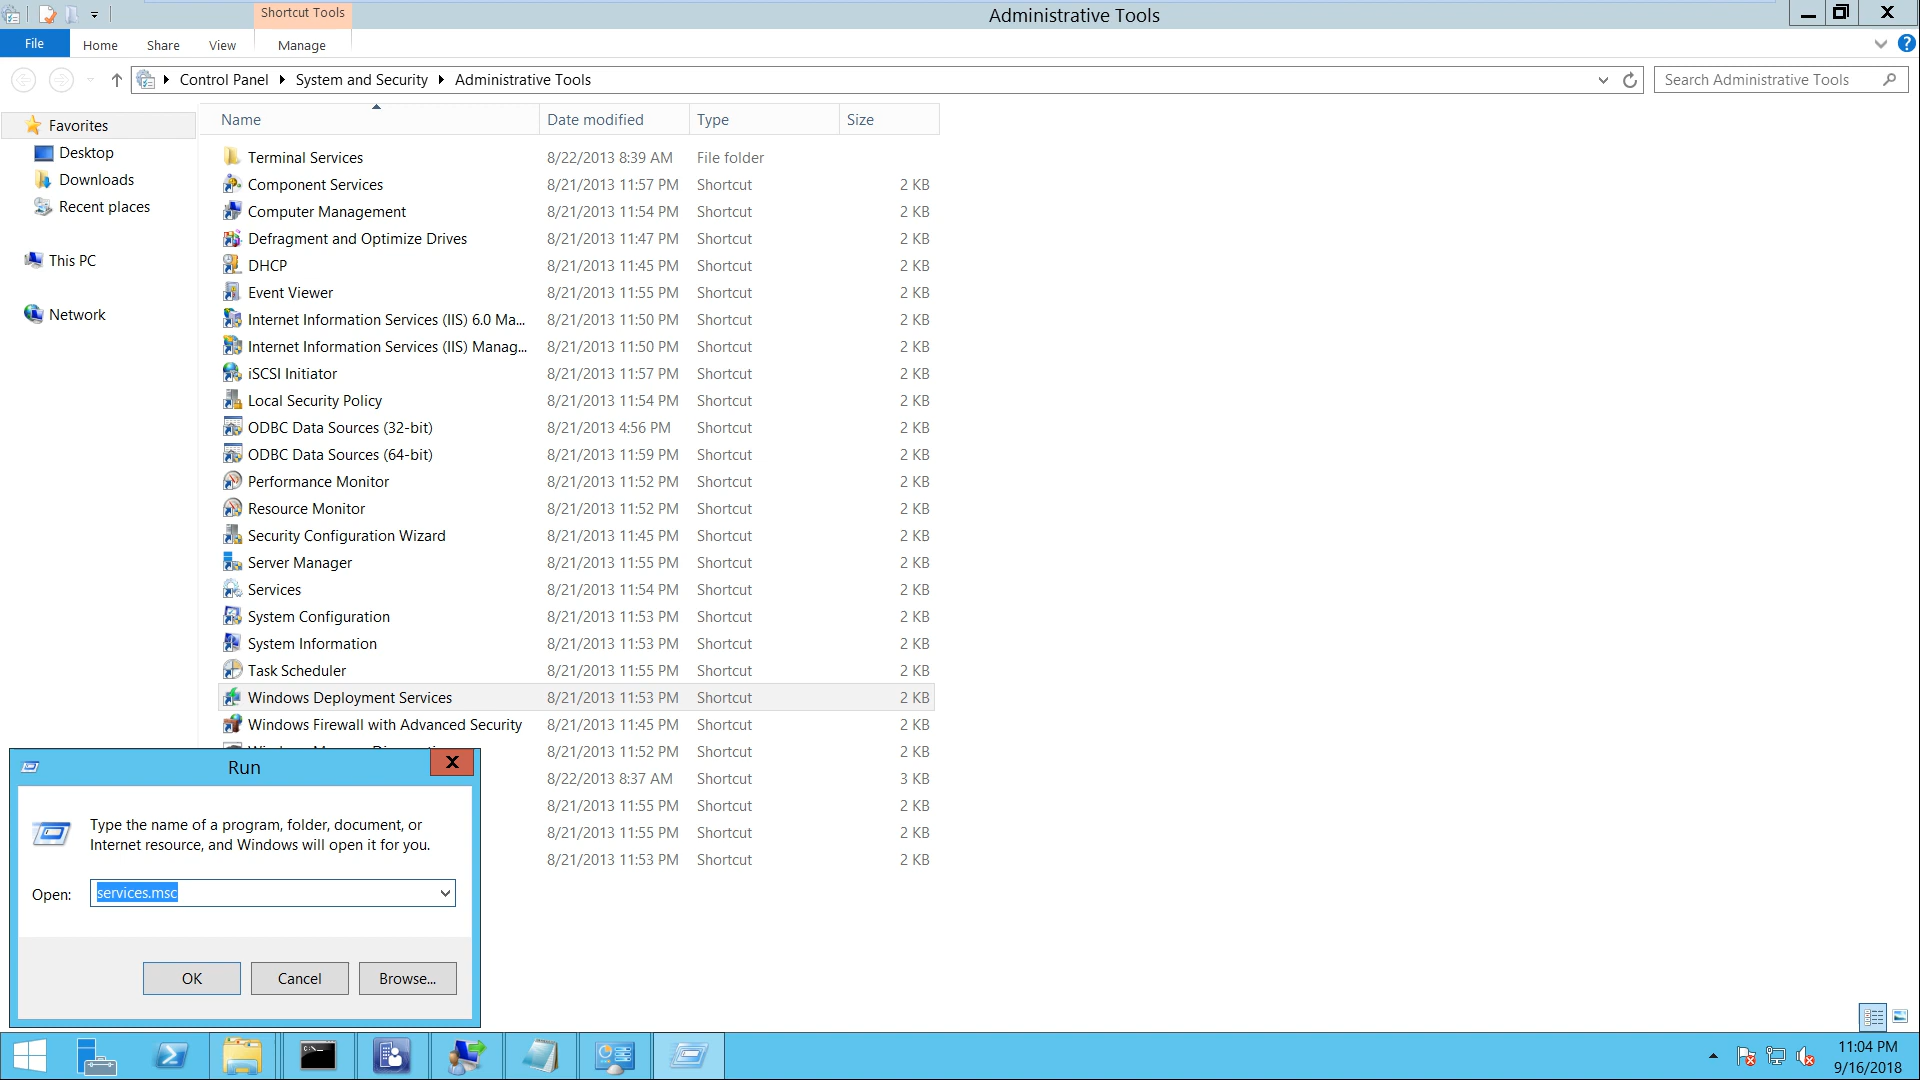 Shortcut Tools
Administrative Tools
File Home Share View Manage
Control Panel System and Security Administrative Tools
Search Administrative Tools
Favorites
Desktop
Downloads
Recent places
This PC
Network
Name Date modified Type Size
Terminal Services 8/22/2013 8:39 AM File folder
Component Services 8/21/2013 11:57 PM Shortcut 2 KB
Computer Management 8/21/2013 11:54 PM Shortcut 2 KB
Defragment and Optimize Drives 8/21/2013 11:47 PM Shortcut 2 KB
DHCP 8/21/2013 11:45 PM Shortcut 2 KB
Event Viewer 8/21/2013 11:55 PM Shortcut 2 KB
Internet Information Services (IIS) 6.0 Ma... 8/21/2013 11:50 PM Shortcut 2 KB
Internet Information Services (IIS) Manag... 8/21/2013 11:50 PM Shortcut 2 KB
iSCSI Initiator 8/21/2013 11:57 PM Shortcut 2 KB
Local Security Policy 8/21/2013 11:54 PM Shortcut 2 KB
ODBC Data Sources (32-bit) 8/21/2013 4:56 PM Shortcut 2 KB
ODBC Data Sources (64-bit) 8/21/2013 11:59 PM Shortcut 2 KB
Performance Monitor 8/21/2013 11:52 PM Shortcut 2 KB
Resource Monitor 8/21/2013 11:52 PM Shortcut 2 KB
Security Configuration Wizard 8/21/2013 11:45 PM Shortcut 2 KB
Server Manager 8/21/2013 11:55 PM Shortcut 2 KB
Services 8/21/2013 11:54 PM Shortcut 2 KB
System Configuration 8/21/2013 11:53 PM Shortcut 2 KB
System Information 8/21/2013 11:53 PM Shortcut 2 KB
Task Scheduler 8/21/2013 11:55 PM Shortcut 2 KB
Windows Deployment Services 8/21/2013 11:53 PM Shortcut 2 KB
Windows Firewall with Advanced Security 8/21/2013 11:45 PM Shortcut 2 KB
8/21/2013 11:52 PM Shortcut 2 KB
8/22/2013 8:37 AM Shortcut 3 KB
8/21/2013 11:55 PM Shortcut 2 KB
8/21/2013 11:55 PM Shortcut 2 KB
8/21/2013 11:53 PM Shortcut 2 KB
Run
Type the name of a program, folder, document, or
Internet resource, and Windows will open it for you.
Open: services.msc
OK Cancel Browse...
11:04 PM
9/16/2018